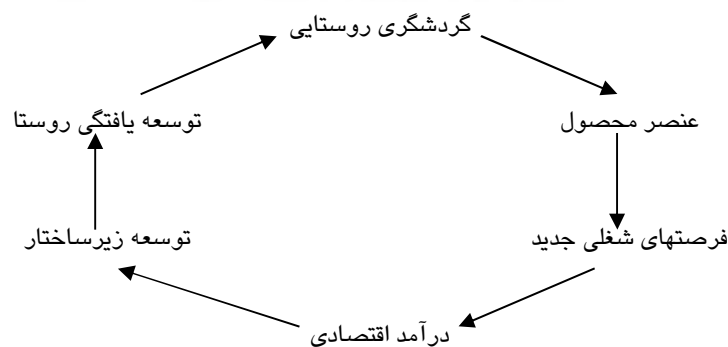 گردشگری روستایی
عنصر محصول
فرصتهای شغلی جدید
درآمد اقتصادی
توسعه زیرساختار
توسعه یافتگی روستا